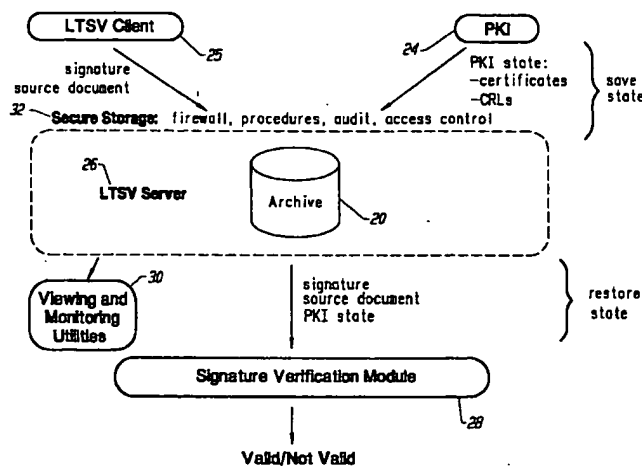 LTSV Client
25
PKI
24
signature
source document
PKI state:
-certificates
-CRLs
save
state
32
Secure Storage: firewall, procedures, audit, access control
26
LTSV Server
Archive
20
30
Viewing and
Monitoring
Utilities
signature
source document
PKI state
restore
state
Signature Verification Module
28
Valid/Not Valid